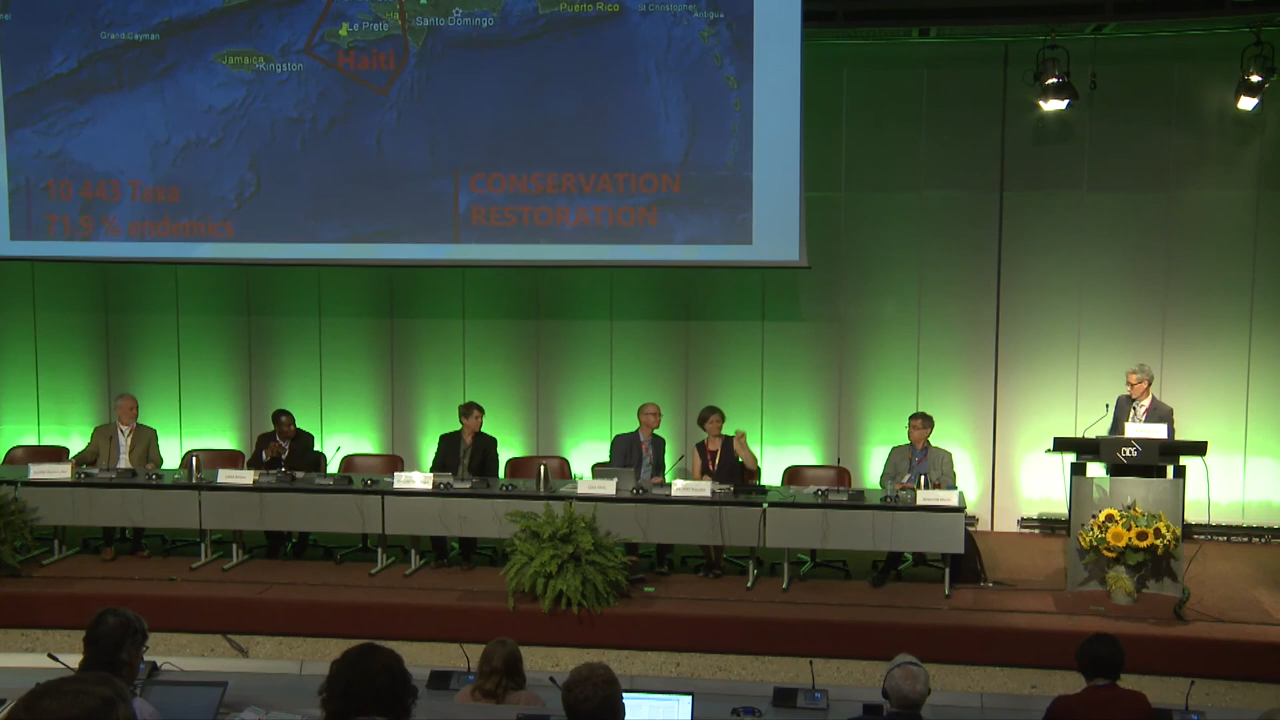 Grand Cayman
Jamaica
Kingston
Le Prete
Haiti
Santo Domingo
Puerto Rico
St Christopher
Antigua
10 443 Taxa
71.9 % endemics
CONSERVATION
RESTORATION
CICG